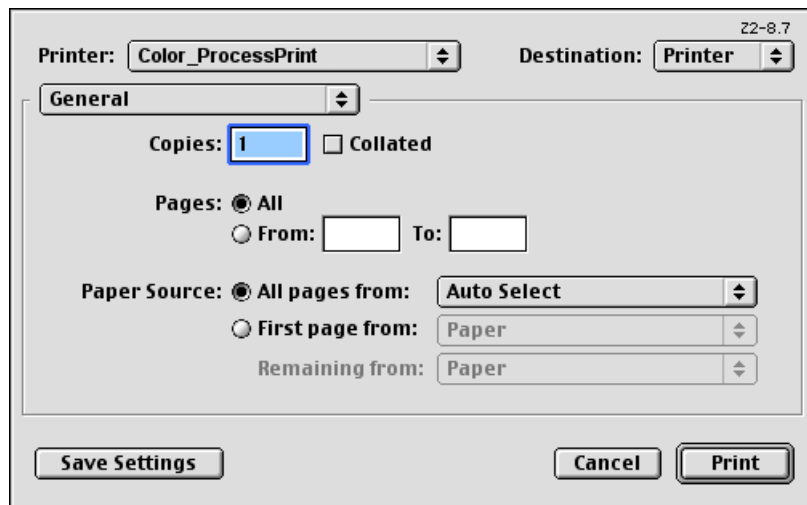 Z2-8.7
Printer: Color_ProcessPrint Destination: Printer
General
Copies: 1 Collated
Pages: All
From: To:
Paper Source: All pages from: Auto Select
First page from: Paper
Remaining from: Paper
Save Settings Cancel Print